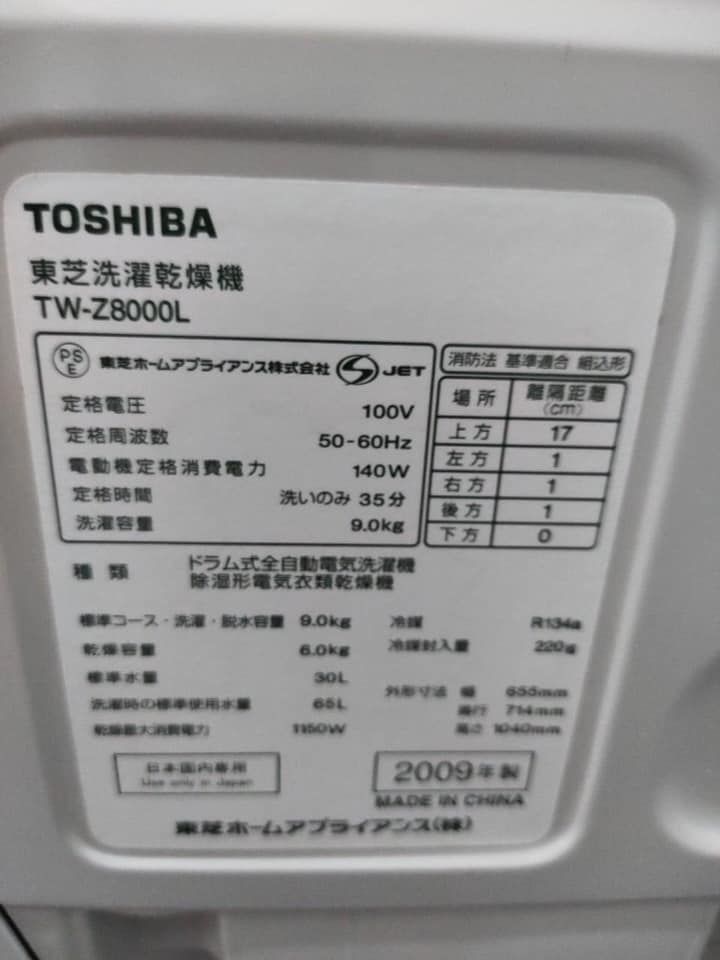 TOSHIBA
東芝洗濯乾燥機
TW-Z8000L
PS E 東芝ホームアプライアンス株式会社 S JET
定格電圧 100V
定格周波数 50-60Hz
電動機定格消費電力 140W
定格時間 洗いのみ 35分
洗濯容量 9.0kg
消防法 基準適合 組込形
場所 離隔距離(cm)
上方 17
左方 1
右方 1
後方 1
下方 0
種類 ドラム式全自動電気洗濯機
除湿形電気衣類乾燥機
標準コース・洗濯・脱水容量 9.0kg
乾燥容量 6.0kg
標準水量 30L
洗濯時の標準使用水量 65L
乾燥最大消費電力 1150W
冷媒 R134a
冷媒封入量 220g
外形寸法 幅 655mm
奥行 714mm
高さ 1040mm
日本国内専用
Use only in Japan
2009年製
MADE IN CHINA
東芝ホームアプライアンス(株)